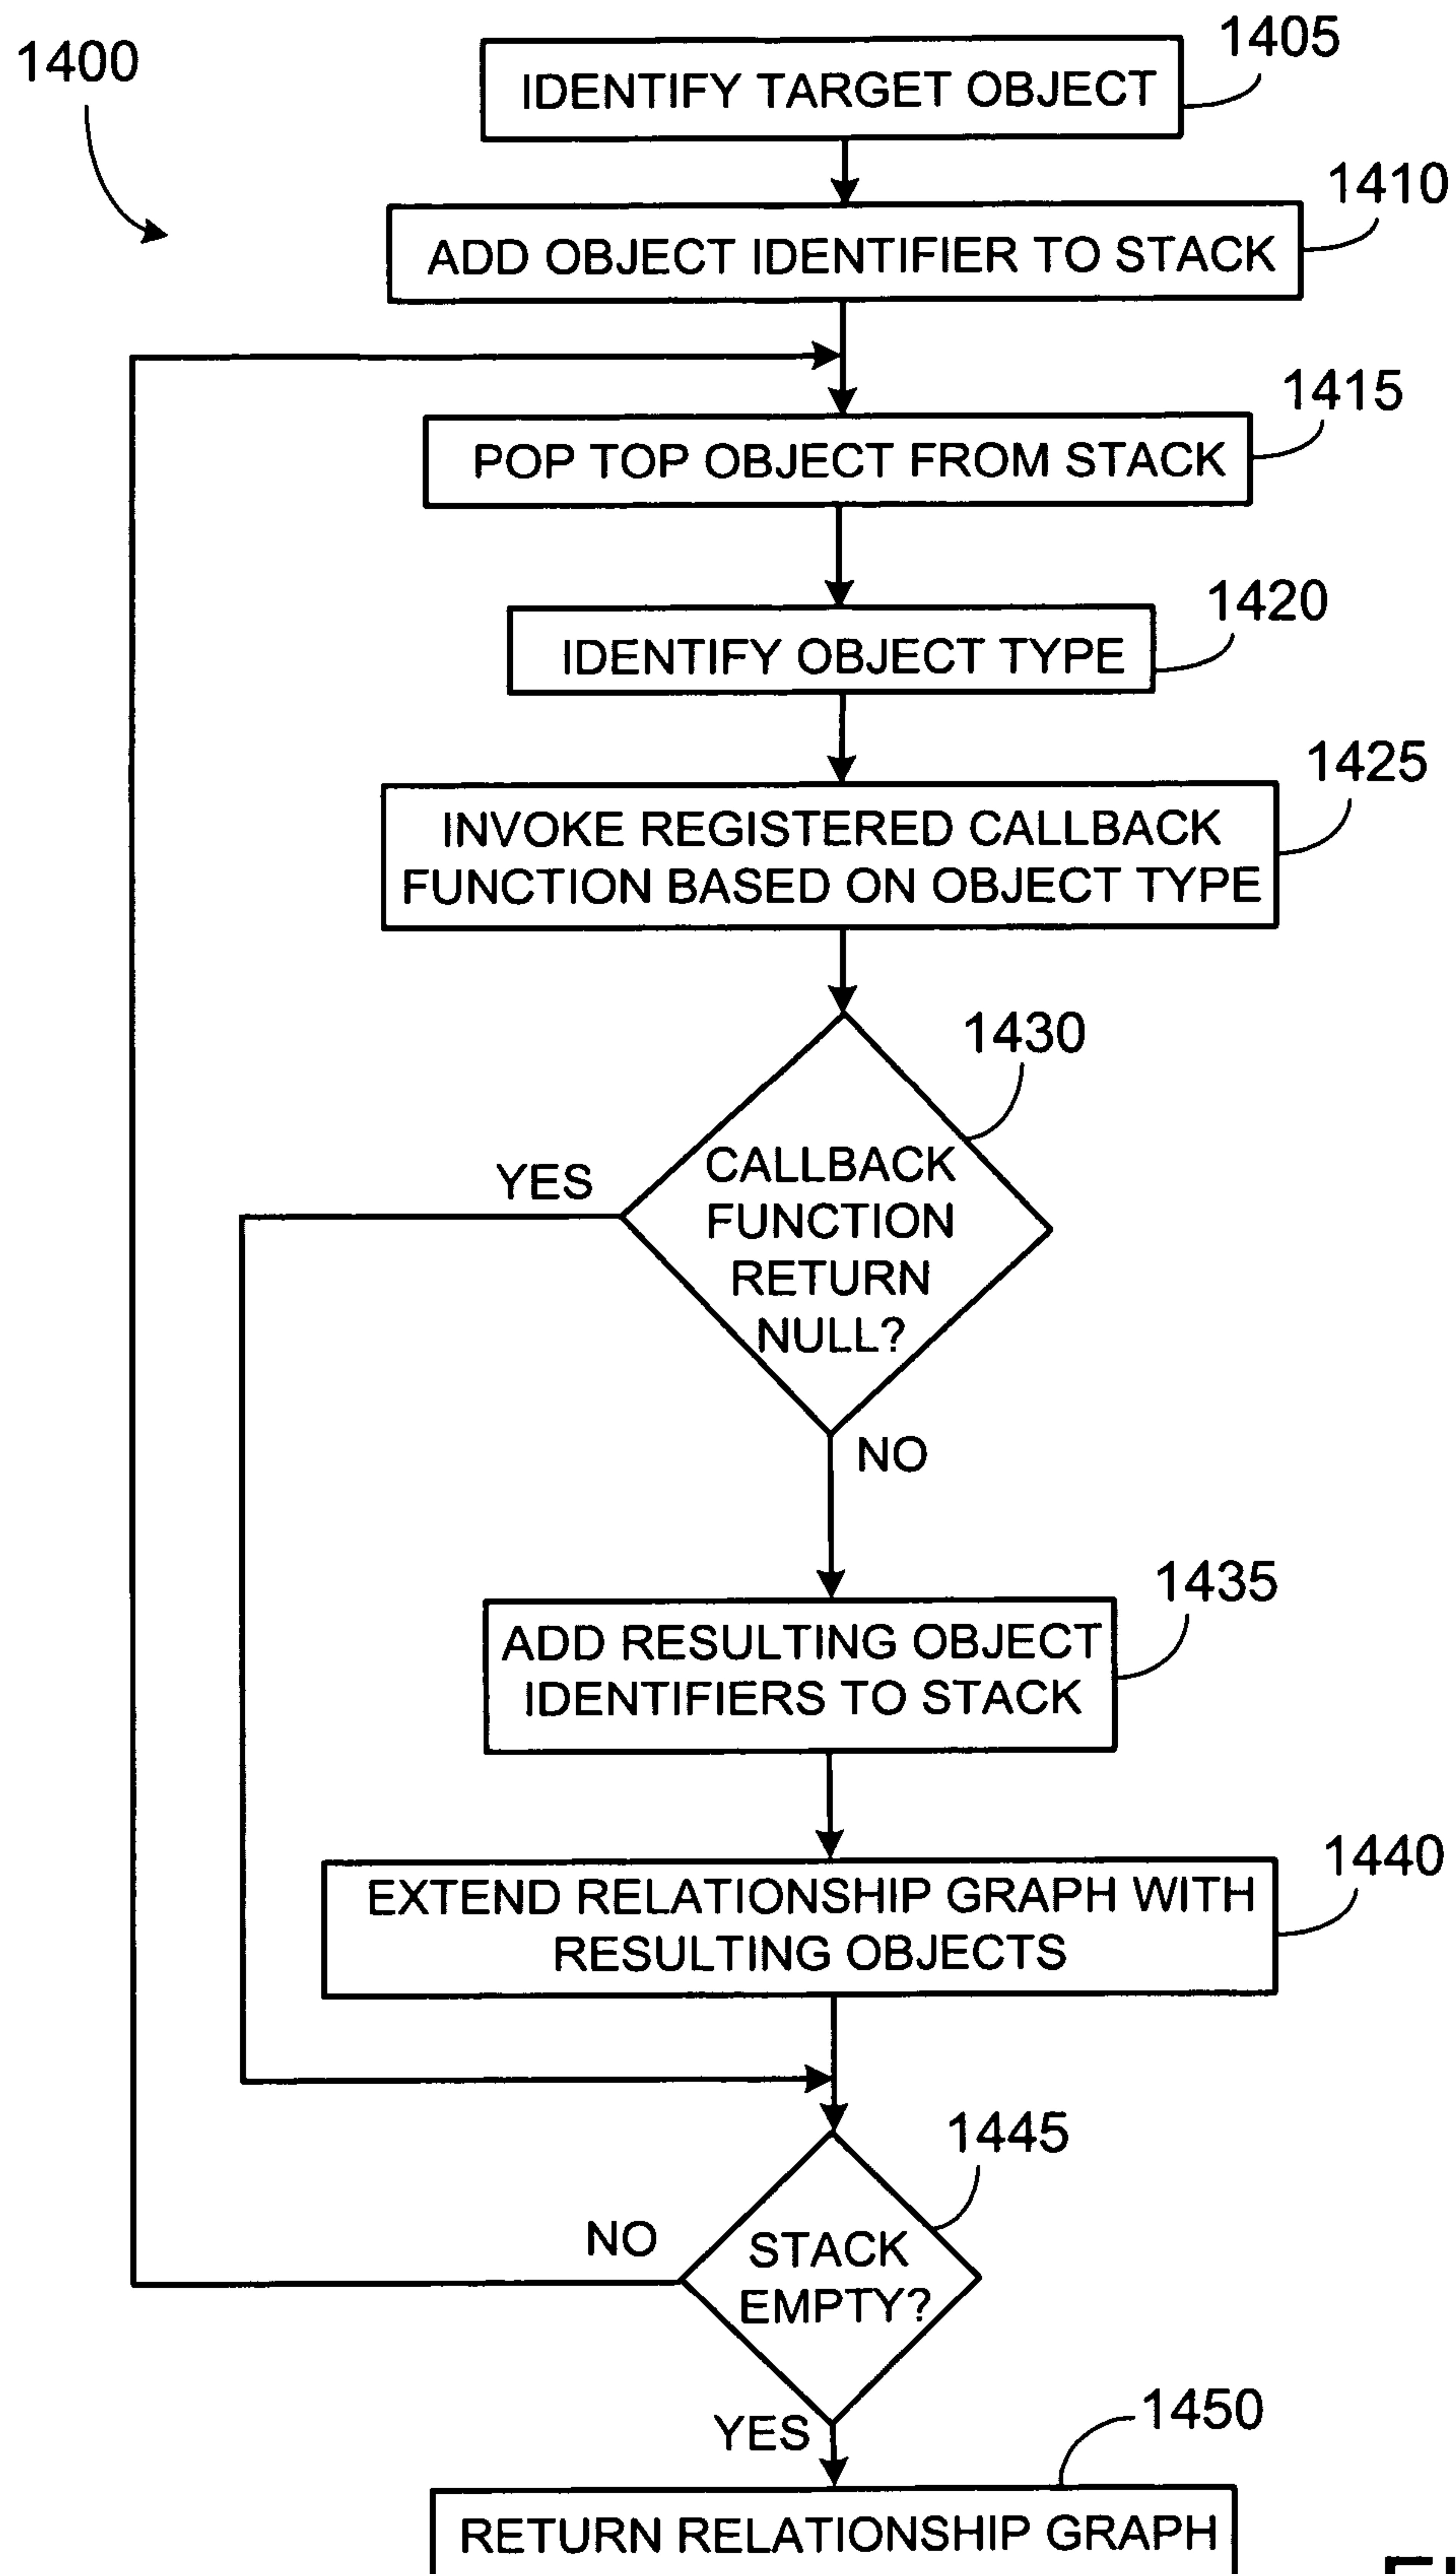 1400
1405
IDENTIFY TARGET OBJECT
1410
ADD OBJECT IDENTIFIER TO STACK
1415
POP TOP OBJECT FROM STACK
1420
IDENTIFY OBJECT TYPE
1425
INVOKE REGISTERED CALLBACK
FUNCTION BASED ON OBJECT TYPE
1430
CALLBACK
FUNCTION
RETURN
NULL?
YES
NO
1435
ADD RESULTING OBJECT
IDENTIFIERS TO STACK
1440
EXTEND RELATIONSHIP GRAPH WITH
RESULTING OBJECTS
1445
STACK
EMPTY?
NO
YES
1450
RETURN RELATIONSHIP GRAPH